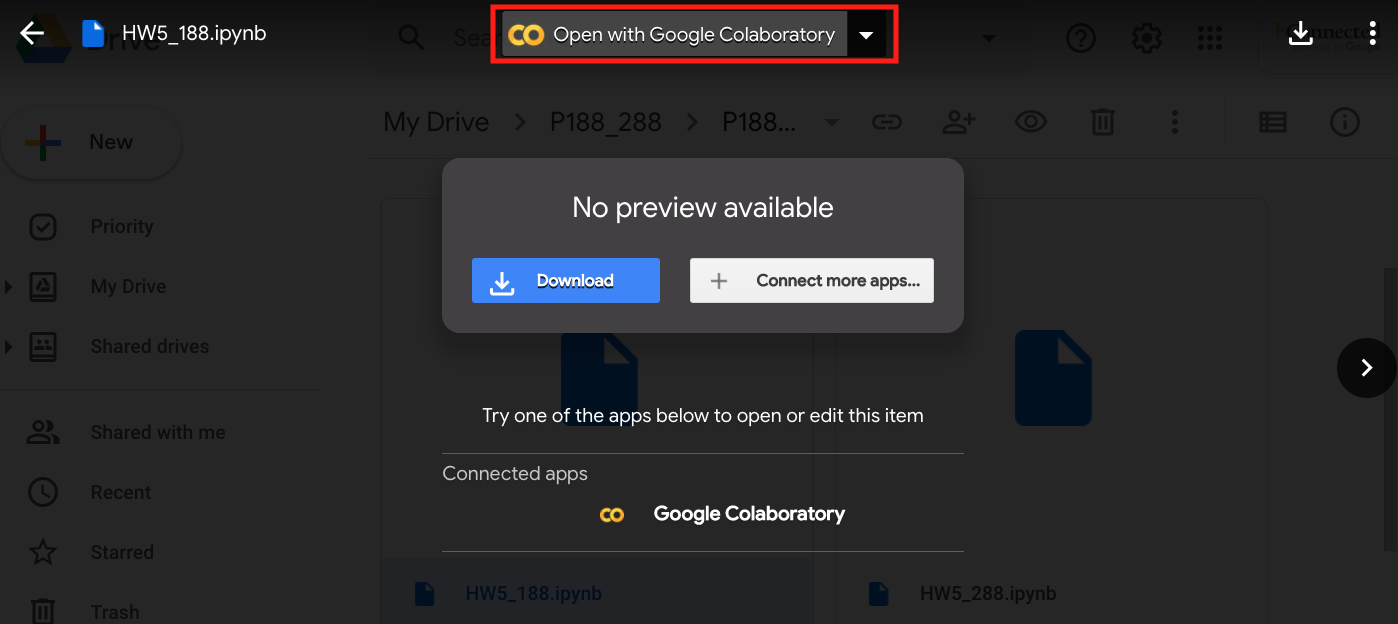 HW5_188.ipynb
Drive
Sear
Open with Google Colaboratory
New
My Drive > P188_288 > P188...
Priority
My Drive
Shared drives
Shared with me
Recent
Starred
Trash
No preview available
Download
Connect more apps...
Try one of the apps below to open or edit this item
Connected apps
Google Colaboratory
HW5_188.ipynb
HW5_288.ipynb